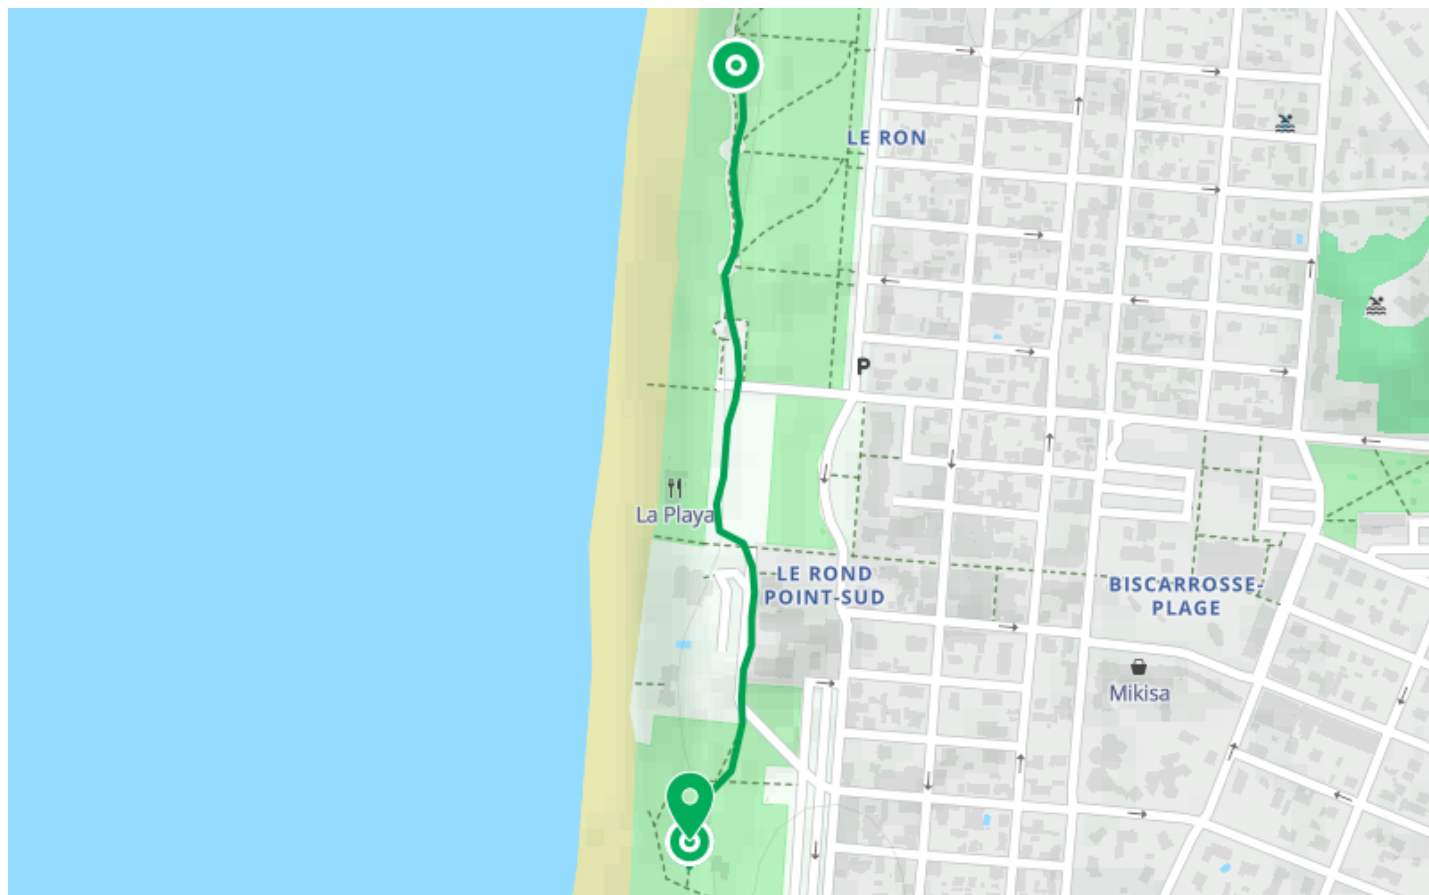 LE RON
P
La Playa
LE ROND
POINT-SUD
BISCARROSSE-
PLAGE
Mikisa